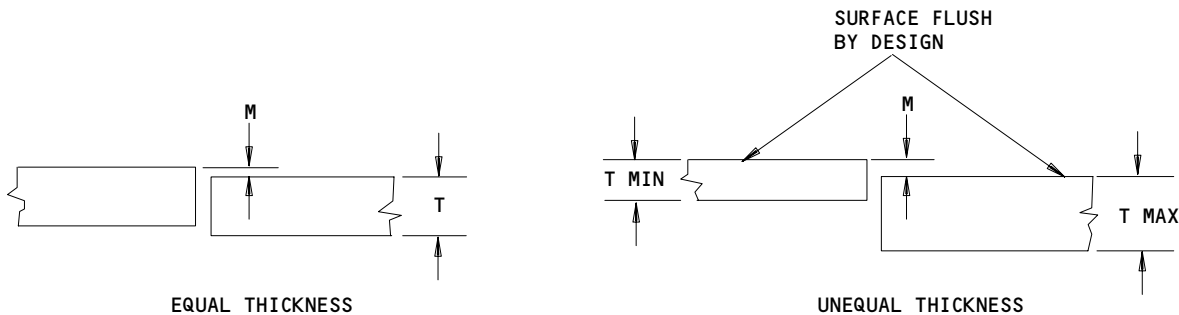 SURFACE FLUSH
BY DESIGN
M
M
T MIN
T
T MAX
EQUAL THICKNESS
UNEQUAL THICKNESS